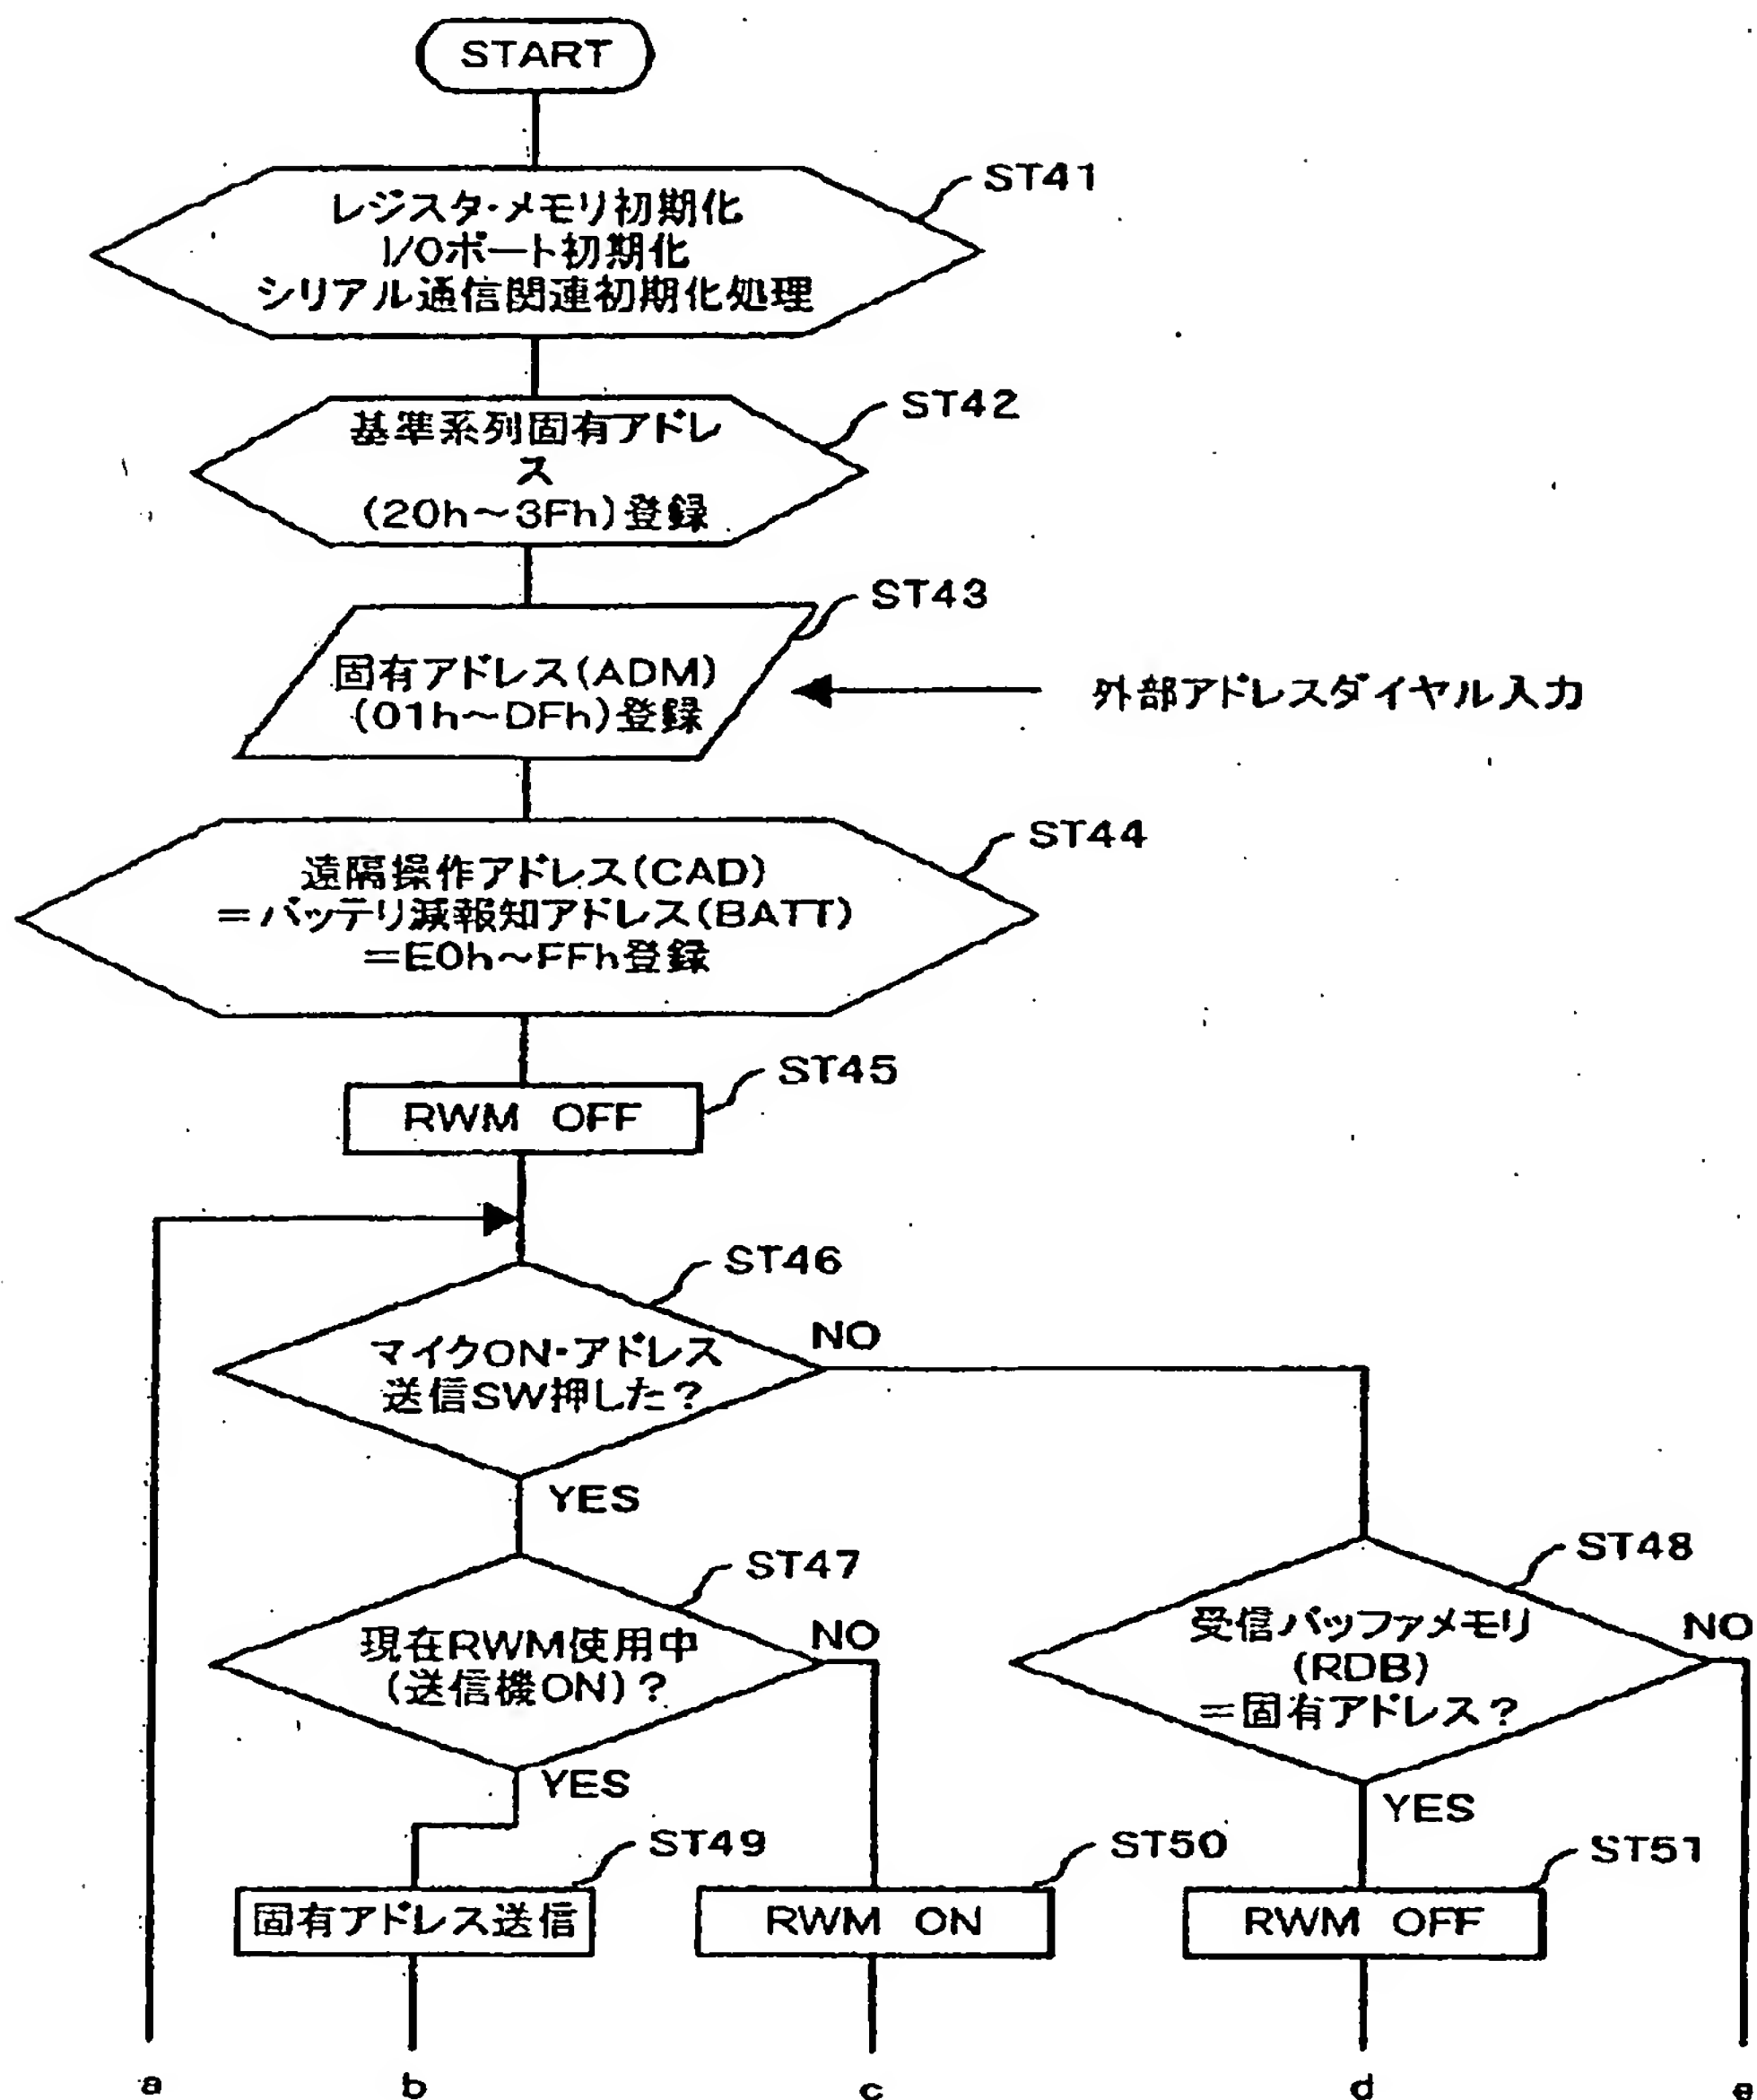 START
ST41
レジスタ・メモリ初期化
I/Oポート初期化
シリアル通信関連初期化処理
ST42
基準系列固有アドレ
ス
(20h～3Fh)登録
ST43
固有アドレス(ADM)
(01h～DFh)登録
外部アドレスダイヤル入力
ST44
遠隔操作アドレス(CAD)
＝バッテリ減報知アドレス(BATT)
＝E0h～FFh登録
ST45
RWM OFF
ST46
マイクON・アドレス
送信SW押した？
NO
YES
ST47
現在RWM使用中
(送信機ON)？
NO
YES
ST48
受信バッファメモリ
(RDB)
＝固有アドレス？
NO
YES
ST49
固有アドレス送信
ST50
RWM ON
ST51
RWM OFF
a
b
c
d
e